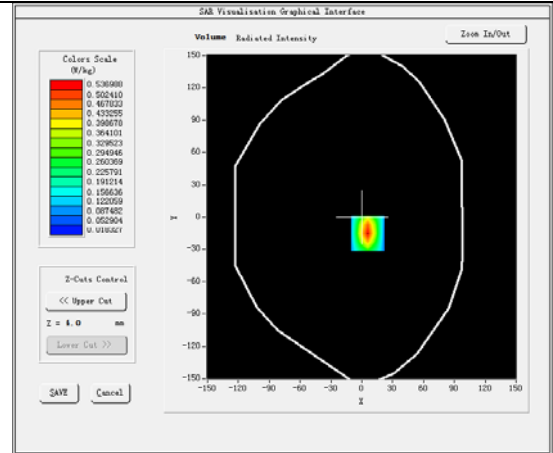 SAR Visualisation Graphical Interface
Volume Radiated Intensity
Zoom In/Out
Colors Scale
(W/kg)
0.536988
0.502410
0.467833
0.433255
0.398678
0.364101
0.329523
0.294946
0.260369
0.225791
0.191214
0.156636
0.122059
0.087482
0.052904
0.018327
150
120
90
60
30
0
-30
-60
-90
-120
-150
Y
-150 -120 -90 -60 -30 0 30 60 90 120 150
X
Z-Cuts Control
<< Upper Cut
Z = 4.0 mm
Lower Cut >>
SAVE Cancel